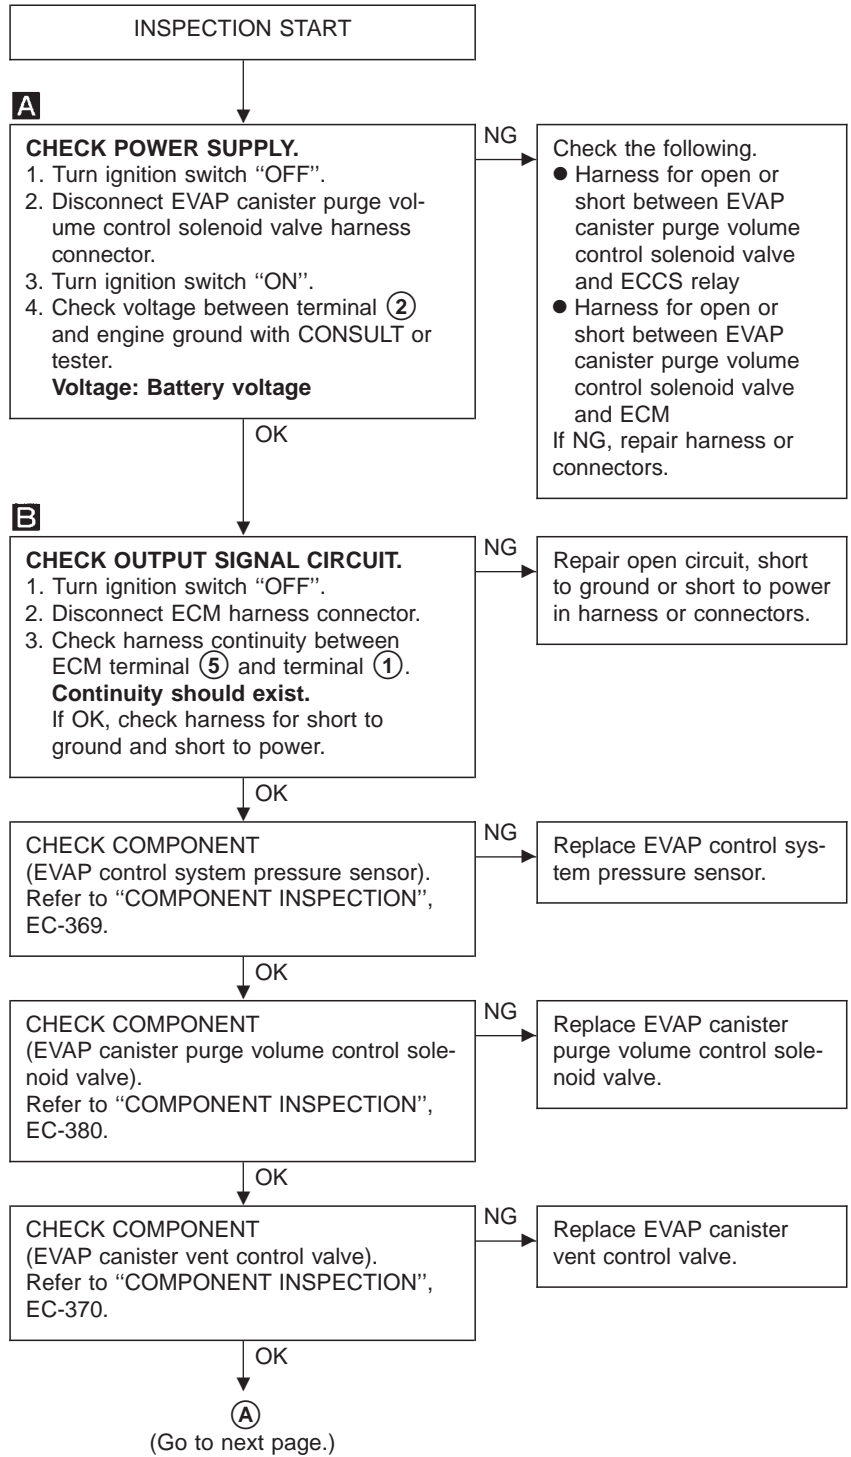 INSPECTION START
A
CHECK POWER SUPPLY.
1. Turn ignition switch “OFF”.
2. Disconnect EVAP canister purge vol-
ume control solenoid valve harness
connector.
3. Turn ignition switch “ON”.
4. Check voltage between terminal ②
and engine ground with CONSULT or
tester.
Voltage: Battery voltage
NG
Check the following.
● Harness for open or
short between EVAP
canister purge volume
control solenoid valve
and ECCS relay
● Harness for open or
short between EVAP
canister purge volume
control solenoid valve
and ECM
If NG, repair harness or
connectors.
OK
B
CHECK OUTPUT SIGNAL CIRCUIT.
1. Turn ignition switch “OFF”.
2. Disconnect ECM harness connector.
3. Check harness continuity between
ECM terminal ⑤ and terminal ①.
Continuity should exist.
If OK, check harness for short to
ground and short to power.
NG
Repair open circuit, short
to ground or short to power
in harness or connectors.
OK
CHECK COMPONENT
(EVAP control system pressure sensor).
Refer to “COMPONENT INSPECTION”,
EC-369.
NG
Replace EVAP control sys-
tem pressure sensor.
OK
CHECK COMPONENT
(EVAP canister purge volume control sole-
noid valve).
Refer to “COMPONENT INSPECTION”,
EC-380.
NG
Replace EVAP canister
purge volume control sole-
noid valve.
OK
CHECK COMPONENT
(EVAP canister vent control valve).
Refer to “COMPONENT INSPECTION”,
EC-370.
NG
Replace EVAP canister
vent control valve.
OK
Ⓐ
(Go to next page.)